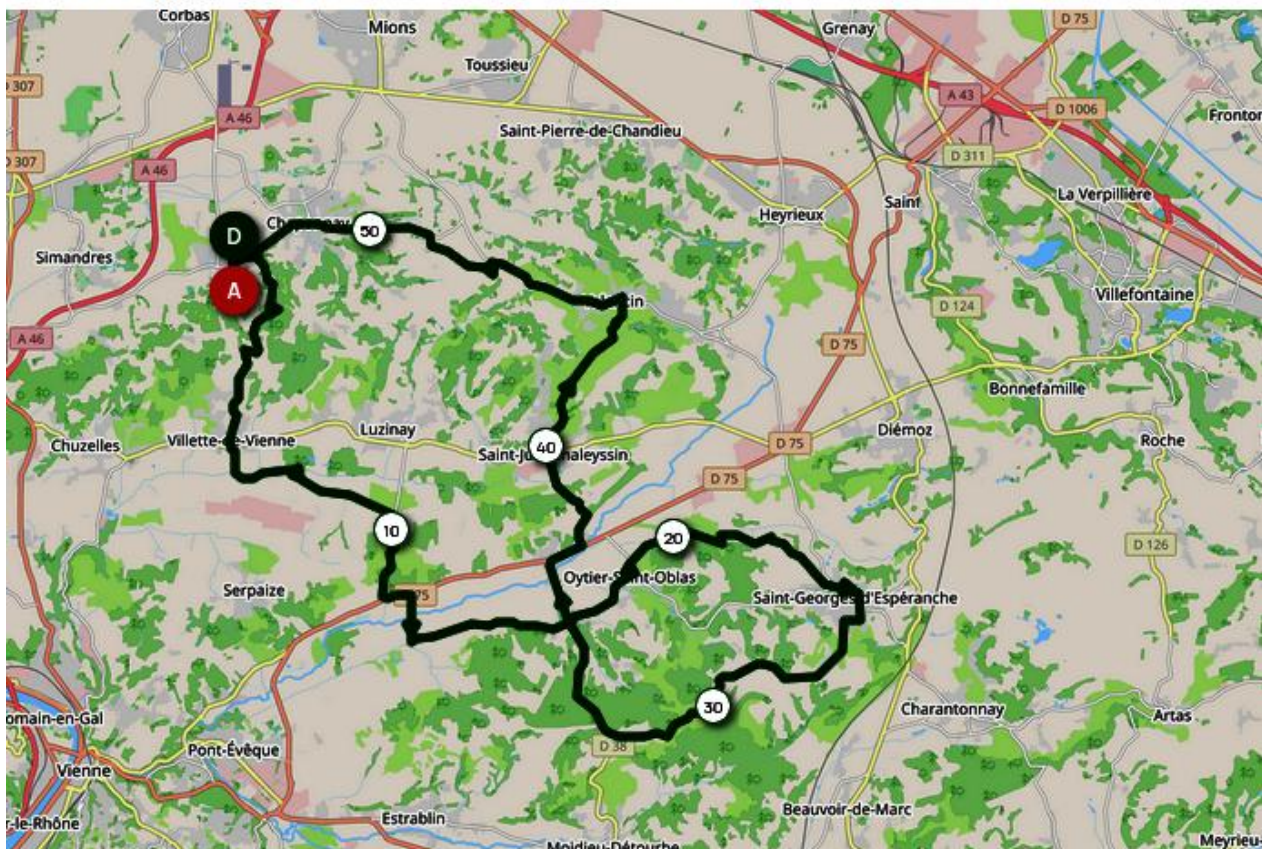 Corbas
Mions
Grenay
D 75
Toussieu
D 307
A 46
A 43
D 1006
Saint-Pierre-de-Chandieu
D 307
A 46
D 311
La Verpillière
Heyrieux
D
50
Simandres
A
Villefontaine
D 124
A 46
D 75
Bonnefamille
Chuzelles
Villette-de-Vienne
Luzinay
Diémoz
Roche
40
D 75
D 75
10
20
D 126
Oytier-Saint-Oblas
Serpaize
Saint-Georges d'Espéranche
30
Charantonnay
Artas
D 38
Pont-Évêque
Vienne
Beauvoir-de-Marc
Estrablin